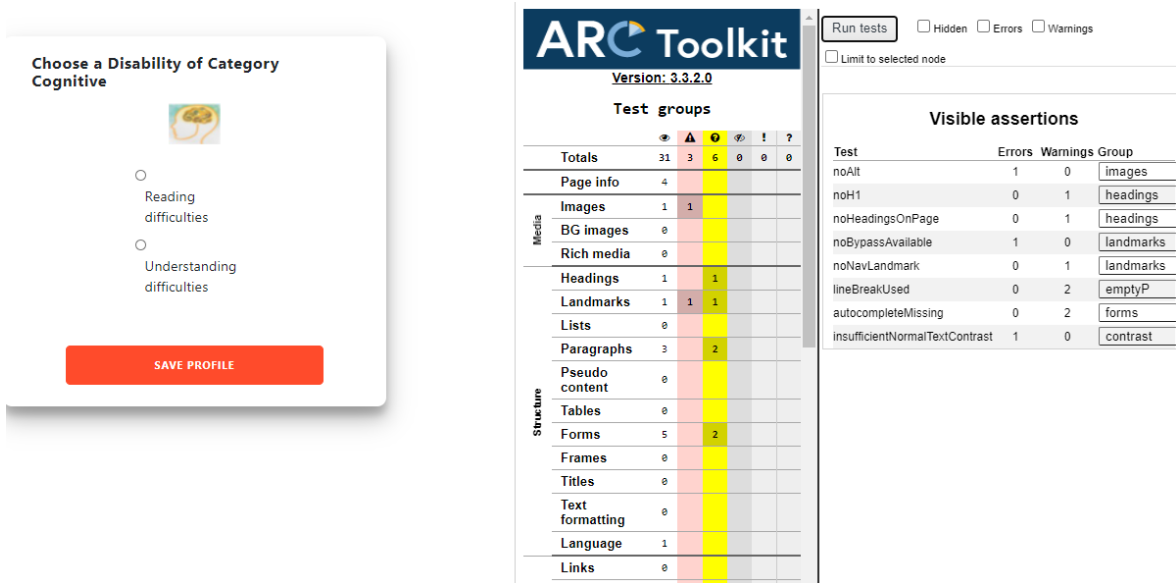 Choose a Disability of Category
Cognitive
Reading
difficulties
Understanding
difficulties
SAVE PROFILE
ARC Toolkit
Version: 3.3.2.0
Test groups
! ?
Totals 31 3 6 0 0 0
Page info 4
Media
Images 1 1
BG images 0
Rich media 0
Structure
Headings 1 1
Landmarks 1 1 1
Lists 0
Paragraphs 3 2
Pseudo
content 0
Tables 0
Forms 5 2
Frames 0
Titles 0
Text
formatting 0
Language 1
Links 0
Run tests Hidden Errors Warnings
Limit to selected node
Visible assertions
Test Errors Warnings Group
noAlt 1 0 images
noH1 0 1 headings
noHeadingsOnPage 0 1 headings
noBypassAvailable 1 0 landmarks
noNavLandmark 0 1 landmarks
lineBreakUsed 0 2 emptyP
autocompleteMissing 0 2 forms
insufficientNormalTextContrast 1 0 contrast